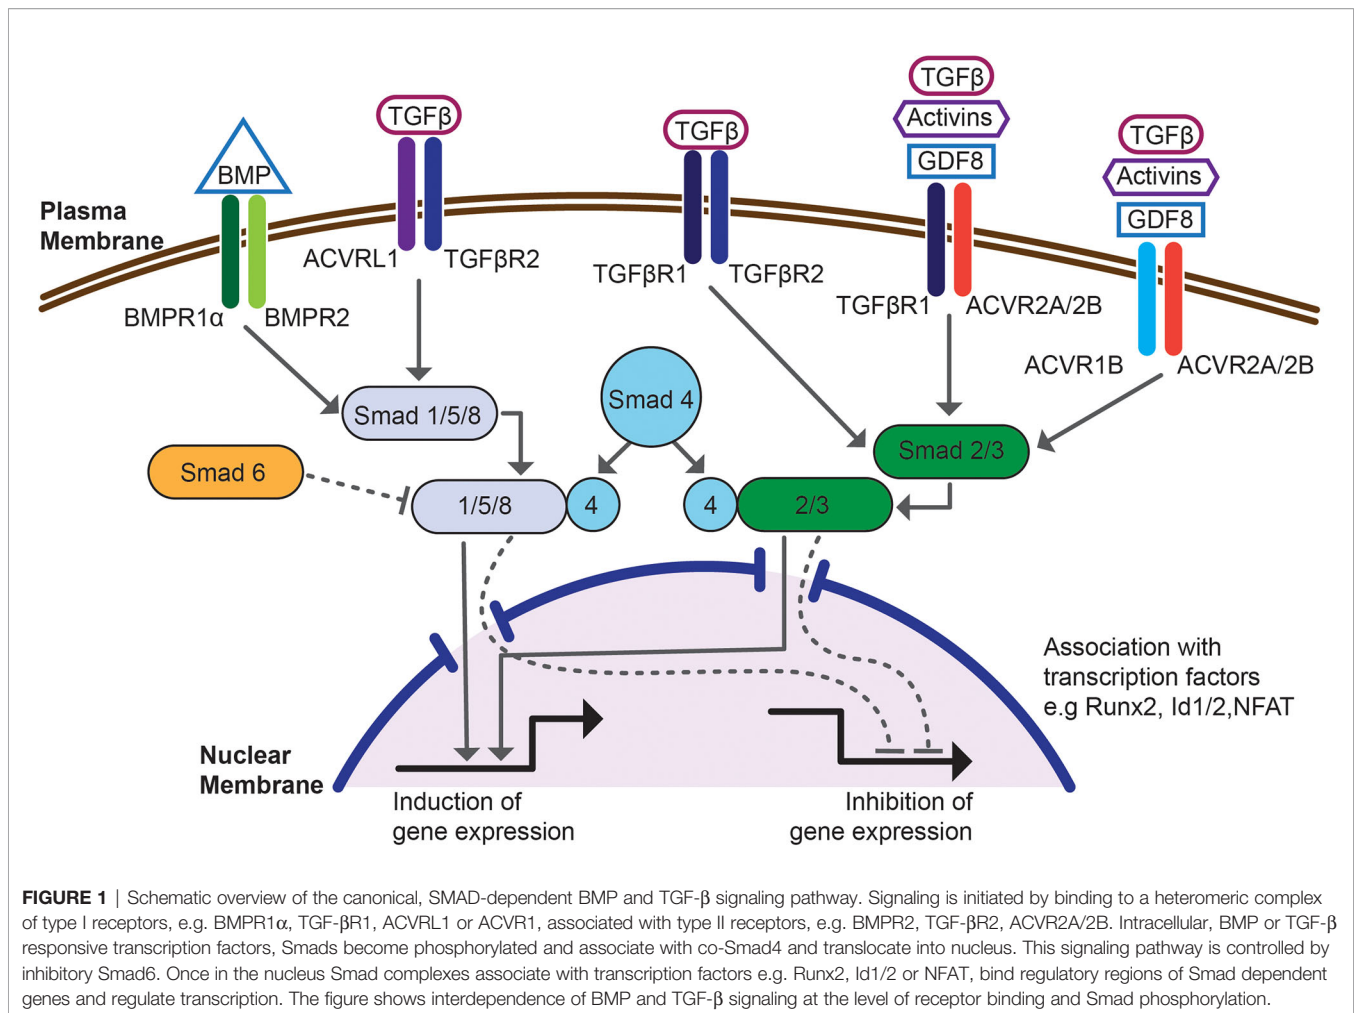 TGFβ
Activins
GDF8
TGFβ
TGFβ
TGFβ
Activins
GDF8
BMP
Plasma
Membrane
ACVRL1
TGFβR2
TGFβR1
TGFβR2
TGFβR1
ACVR2A/2B
BMPR1α
BMPR2
ACVR1B
ACVR2A/2B
Smad 4
Smad 1/5/8
Smad 2/3
Smad 6
1/5/8
4
4
2/3
Association with
transcription factors
e.g Runx2, Id1/2,NFAT
Nuclear
Membrane
Induction of
gene expression
Inhibition of
gene expression
FIGURE 1 | Schematic overview of the canonical, SMAD-dependent BMP and TGF-β signaling pathway. Signaling is initiated by binding to a heteromeric complex
of type I receptors, e.g. BMPR1α, TGF-βR1, ACVRL1 or ACVR1, associated with type II receptors, e.g. BMPR2, TGF-βR2, ACVR2A/2B. Intracellular, BMP or TGF-β
responsive transcription factors, Smads become phosphorylated and associate with co-Smad4 and translocate into nucleus. This signaling pathway is controlled by
inhibitory Smad6. Once in the nucleus Smad complexes associate with transcription factors e.g. Runx2, Id1/2 or NFAT, bind regulatory regions of Smad dependent
genes and regulate transcription. The figure shows interdependence of BMP and TGF-β signaling at the level of receptor binding and Smad phosphorylation.